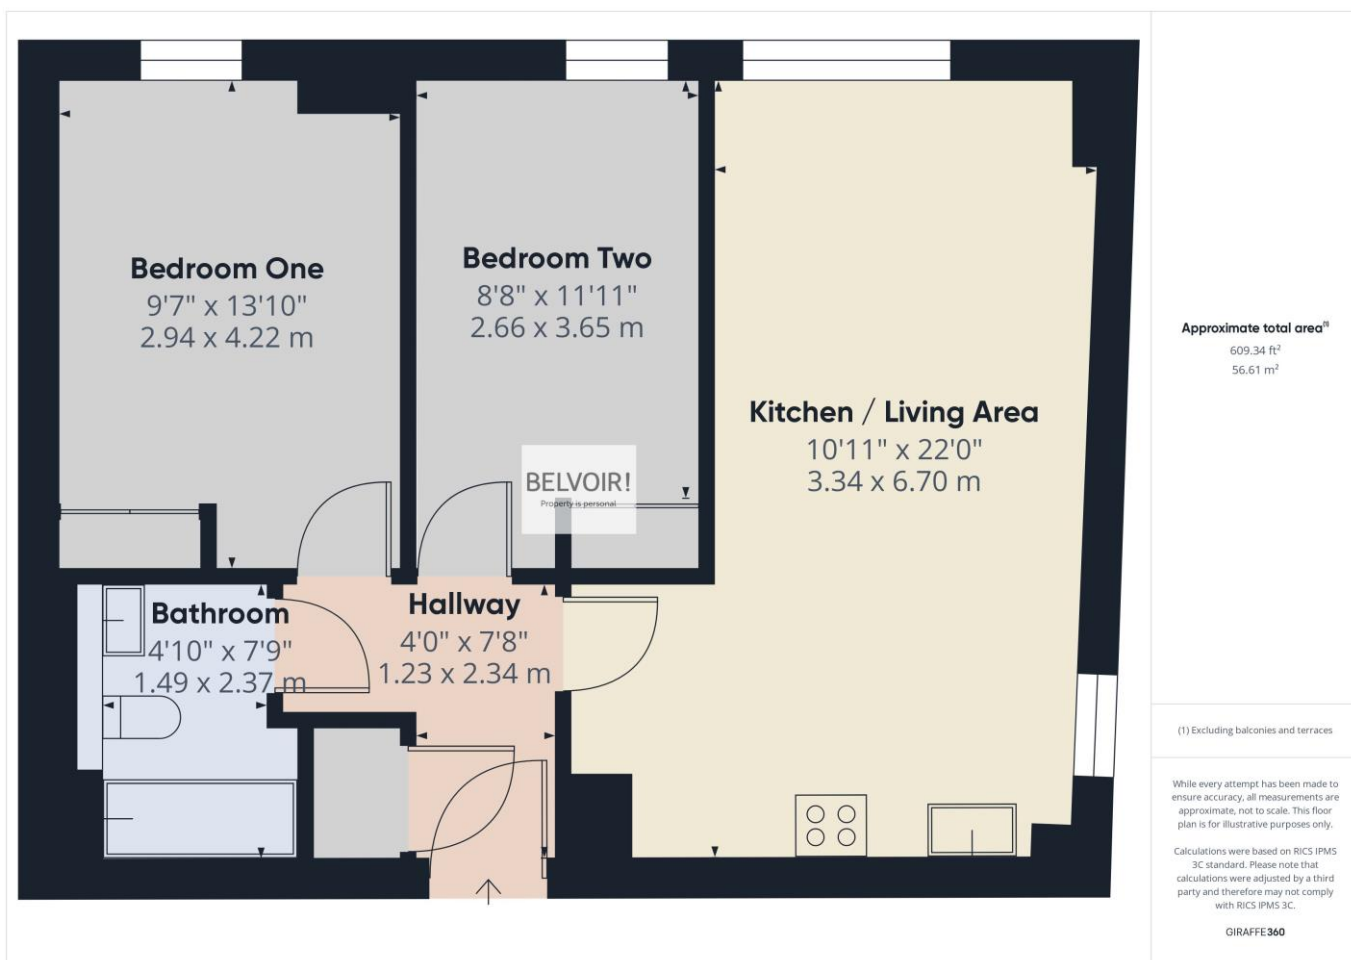 Bedroom One
9'7" x 13'10"
2.94 x 4.22 m
Bedroom Two
8'8" x 11'11"
2.66 x 3.65 m
Kitchen / Living Area
10'11" x 22'0"
3.34 x 6.70 m
BELVOIR!
Property is personal
Bathroom
4'10" x 7'9"
1.49 x 2.37 m
Hallway
4'0" x 7'8"
1.23 x 2.34 m
Approximate total area(1)
609.34 ft²
56.61 m²
(1) Excluding balconies and terraces
While every attempt has been made to
ensure accuracy, all measurements are
approximate, not to scale. This floor
plan is for illustrative purposes only.
Calculations were based on RICS IPMS
3C standard. Please note that
calculations were adjusted by a third
party and therefore may not comply
with RICS IPMS 3C.
GIRAFFE360